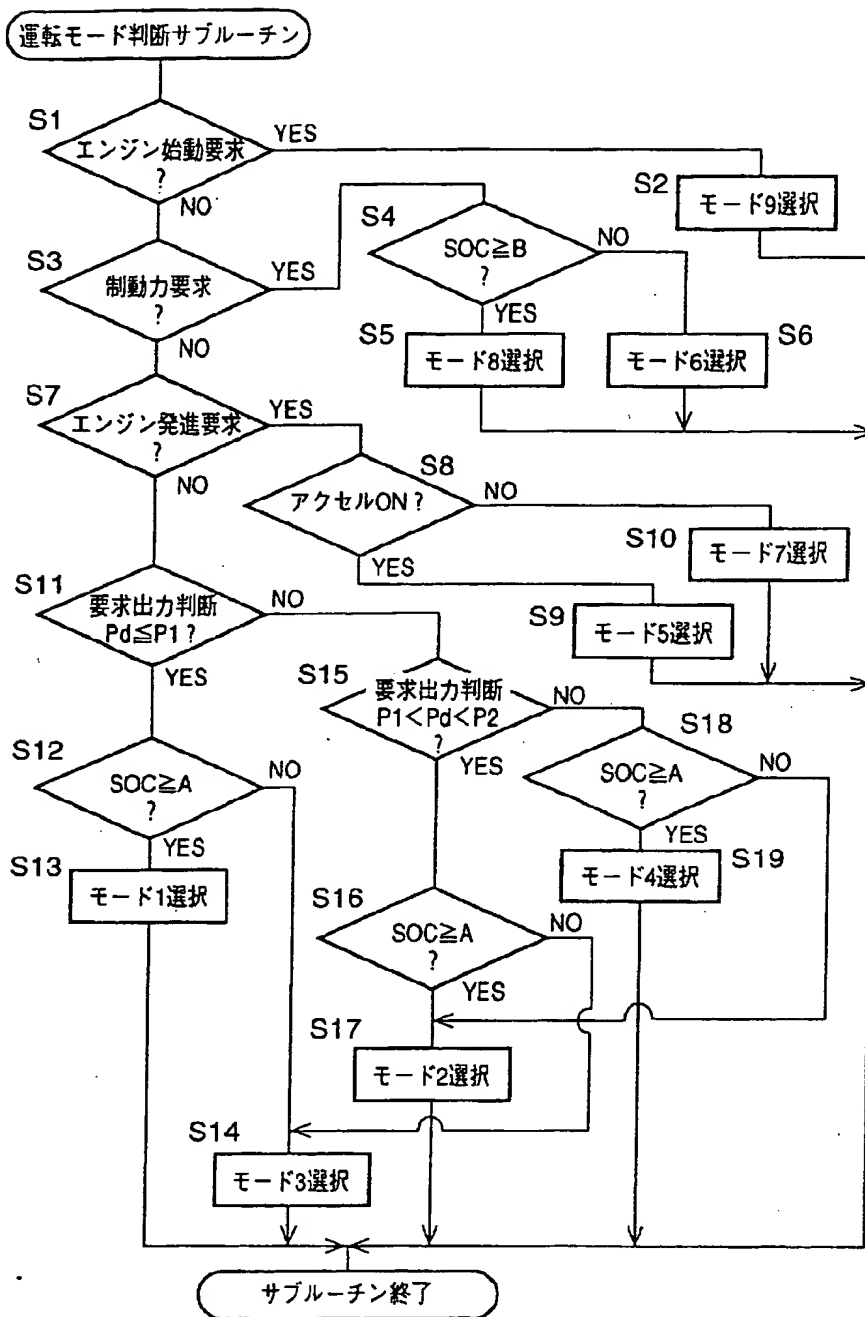 運転モード判断サブルーチン
S1
エンジン始動要求
?
YES
NO
S2
モード9選択
S3
制動力要求
?
YES
NO
S4
SOC≧B
?
NO
YES
S5
モード8選択
S6
モード6選択
S7
エンジン発進要求
?
YES
NO
S8
アクセルON?
NO
YES
S10
モード7選択
S9
モード5選択
S11
要求出力判断
Pd≦P1?
NO
YES
S15
要求出力判断
P1<Pd<P2
?
NO
YES
S12
SOC≧A
?
NO
YES
S18
SOC≧A
?
NO
YES
S13
モード1選択
S19
モード4選択
S16
SOC≧A
?
NO
YES
S17
モード2選択
S14
モード3選択
サブルーチン終了